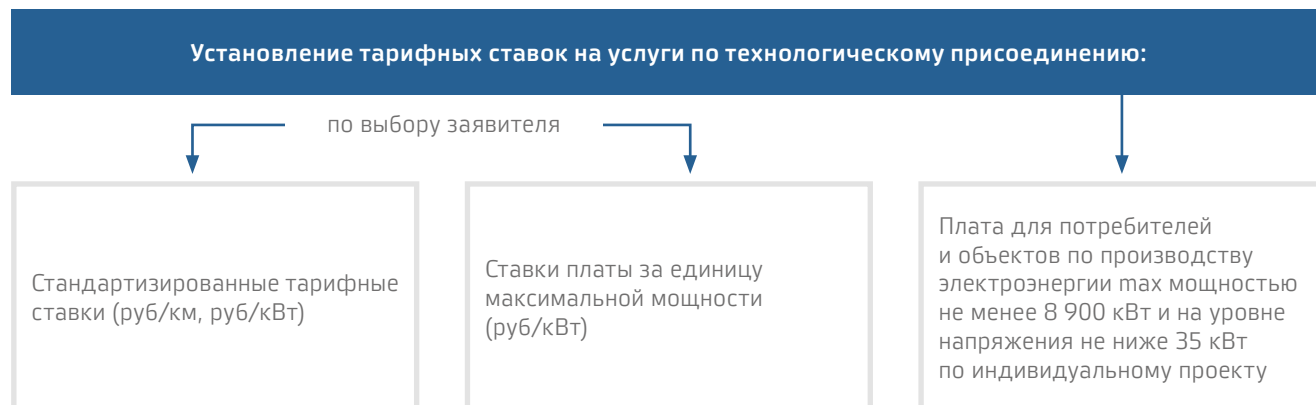 Установление тарифных ставок на услуги по технологическому присоединению:
по выбору заявителя
Стандартизированные тарифные
ставки (руб/км, руб/кВт)
Ставки платы за единицу
максимальной мощности
(руб/кВт)
Плата для потребителей
и объектов по производству
электроэнергии max мощностью
не менее 8 900 кВт и на уровне
напряжения не ниже 35 кВт
по индивидуальному проекту